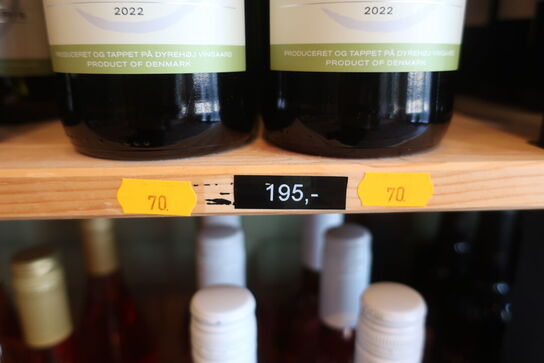 2022
PRODUCERET OG TAPPET PÅ DYREHØJ VINGAARD
PRODUCT OF DENMARK
2022
PRODUCERET OG TAPPET PÅ DYREHØJ VINGAARD
PRODUCT OF DENMARK
70.
195,-
70.